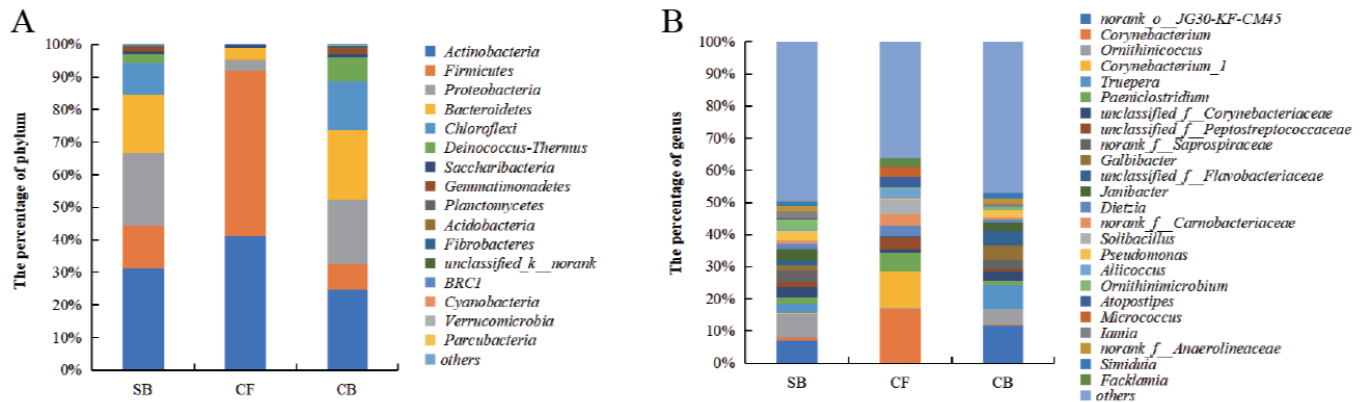 A
The percentage of phylum
100%
90%
80%
70%
60%
50%
40%
30%
20%
10%
0%
SB
CF
CB
Actinobacteria
Firmicutes
Proteobacteria
Bacteroidetes
Chloroflexi
Deinococcus-Thermus
Saccharibacteria
Gemmatimonadetes
Planctomycetes
Acidobacteria
Fibrobacteres
unclassified_k__norank
BRC1
Cyanobacteria
Verrucomicrobia
Parcubacteria
others
B
The percentage of genus
100%
90%
80%
70%
60%
50%
40%
30%
20%
10%
0%
SB
CF
CB
norank_o__JG30-KF-CM45
Corynebacterium
Ornithinicoccus
Corynebacterium_1
Truepera
Paeniclostridium
unclassified_f__Corynebacteriaceae
unclassified_f__Peptostreptococcaceae
norank_f__Saprospiraceae
Galbibacter
unclassified_f__Flavobacteriaceae
Janibacter
Dietzia
norank_f__Carnobacteriaceae
Solibacillus
Pseudomonas
Aliicoccus
Ornithinimicrobium
Atopostipes
Micrococcus
Iamia
norank_f__Anaerolineaceae
Simiduia
Facklamia
others